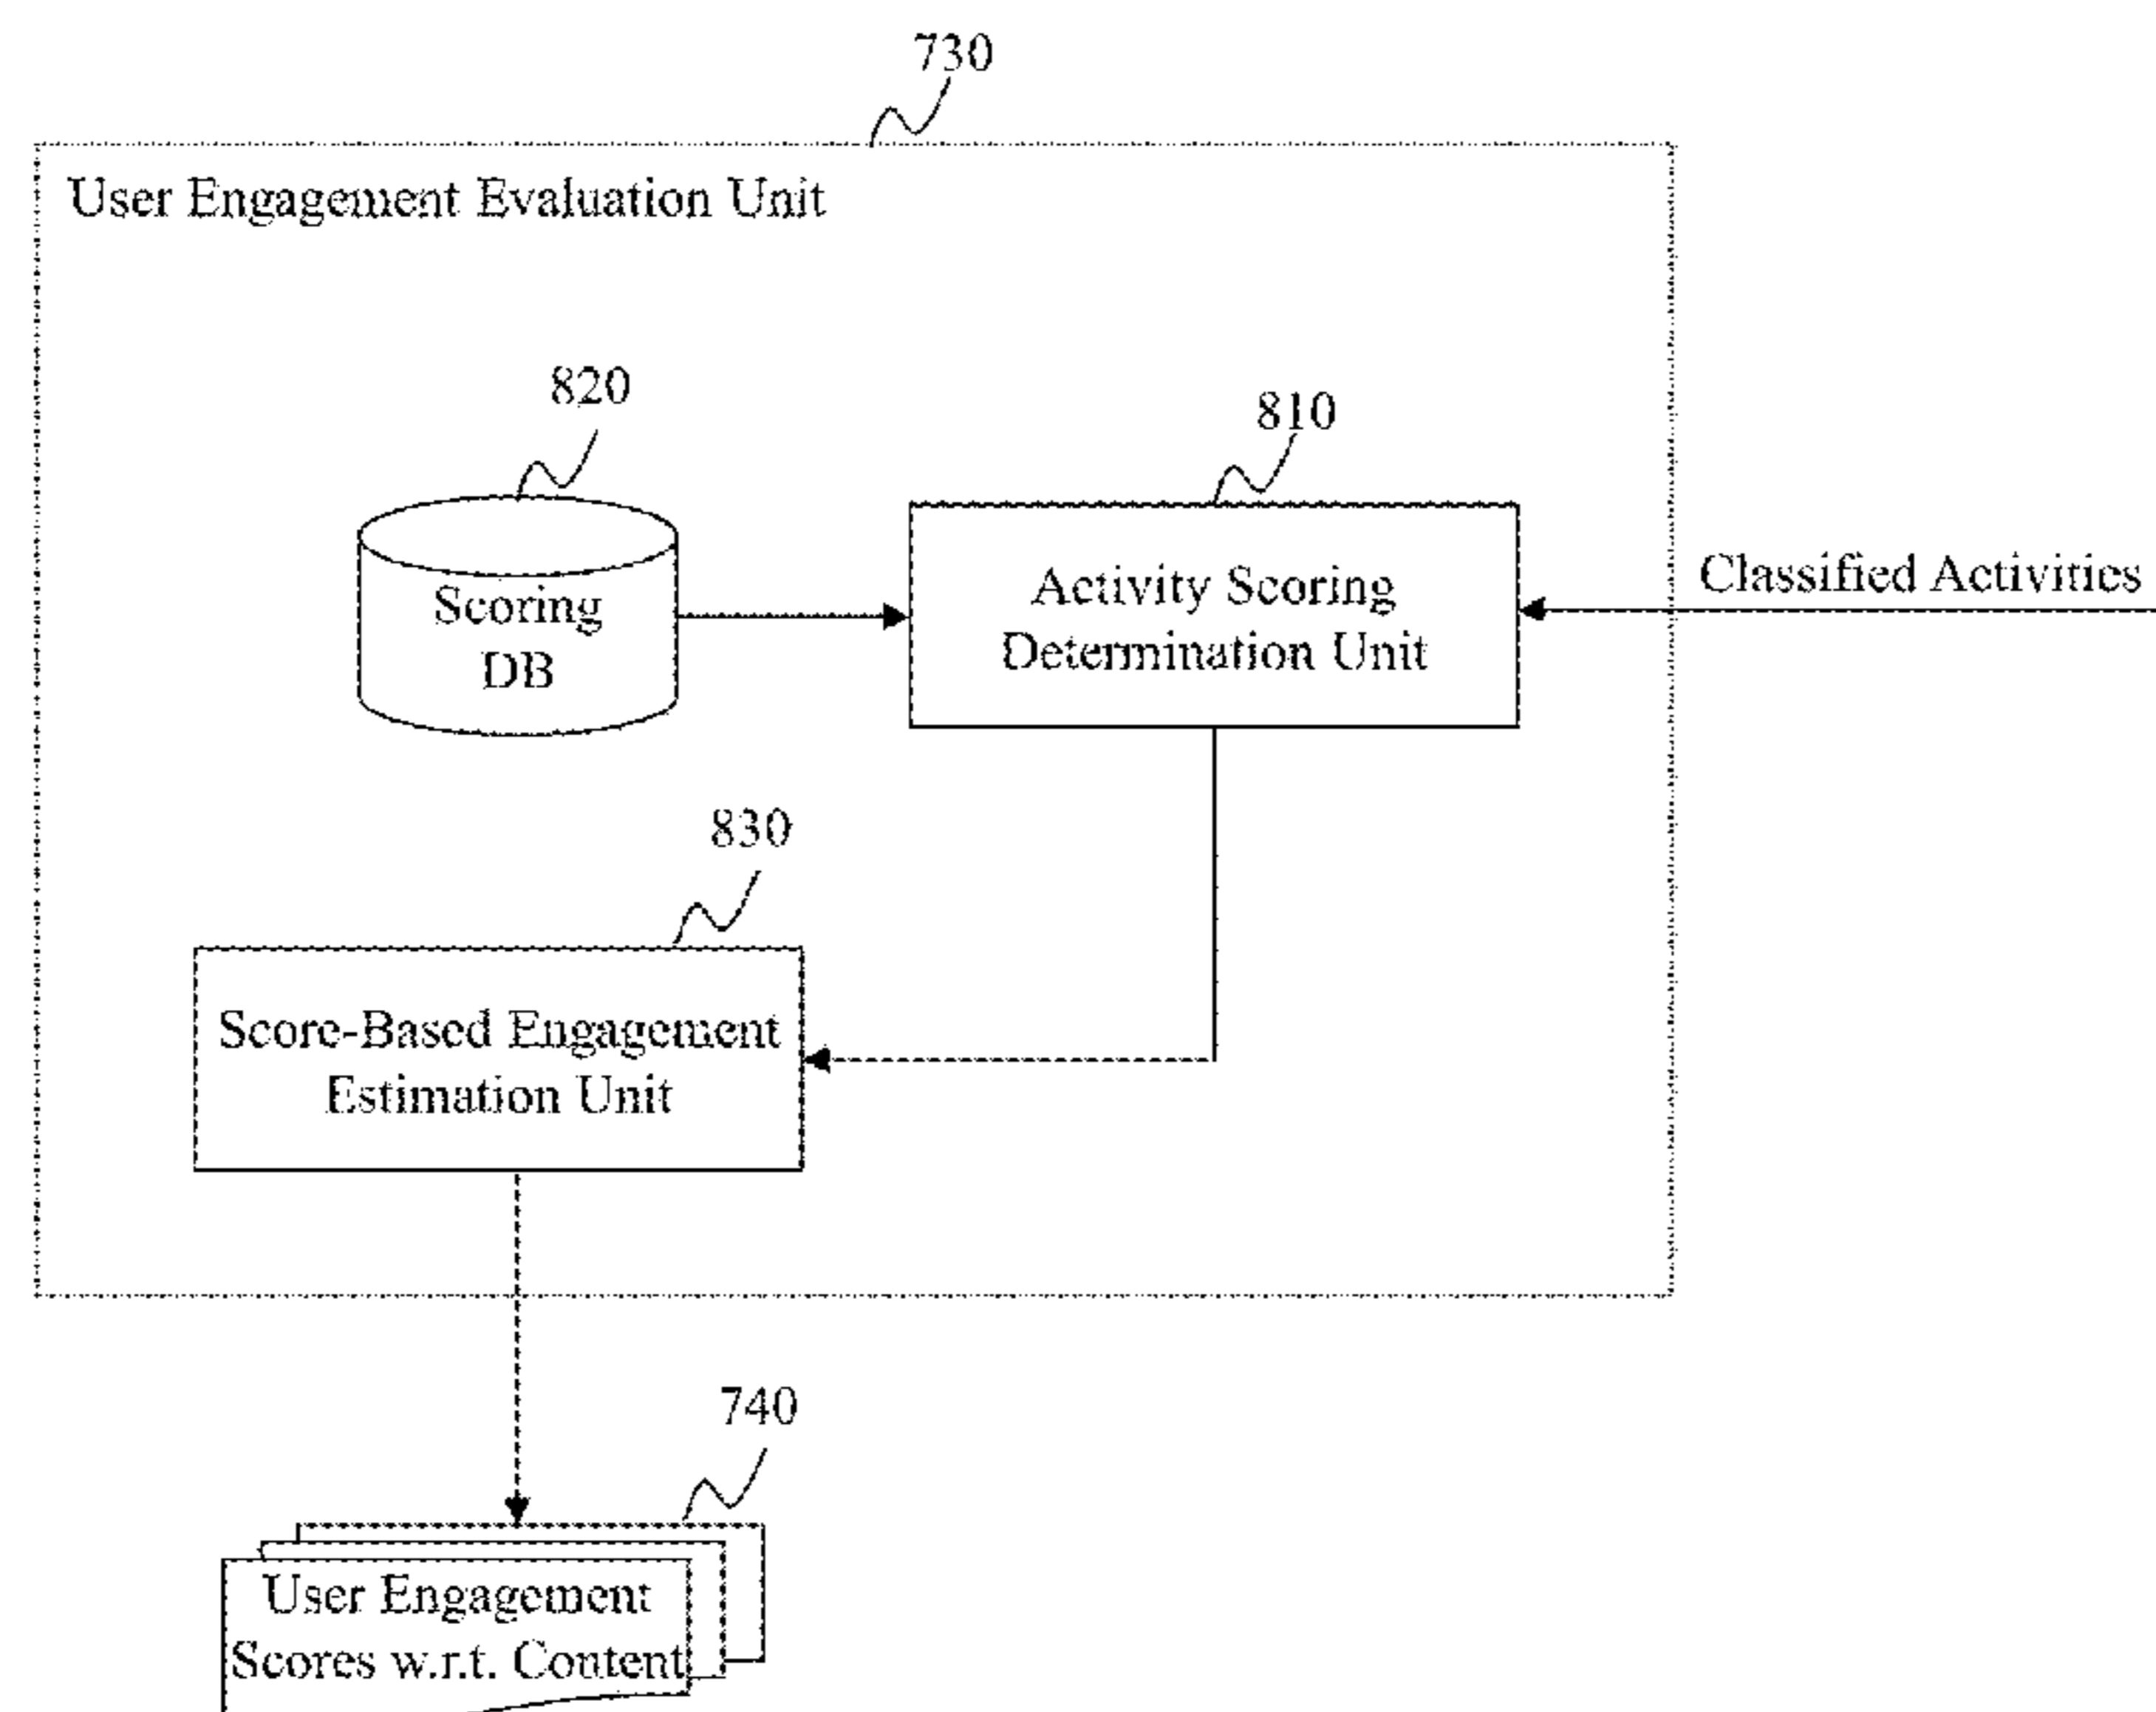 730
User Engagement Evaluation Unit
820
810
Scoring
DB
Activity Scoring
Determination Unit
Classified Activities
830
Score-Based Engagement
Estimation Unit
740
User Engagement
Scores w.r.t. Content